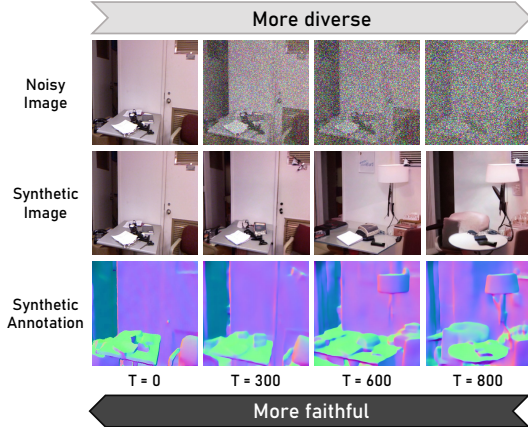 More diverse
Noisy
Image
Synthetic
Image
Synthetic
Annotation
T = 0
T = 300
T = 600
T = 800
More faithful